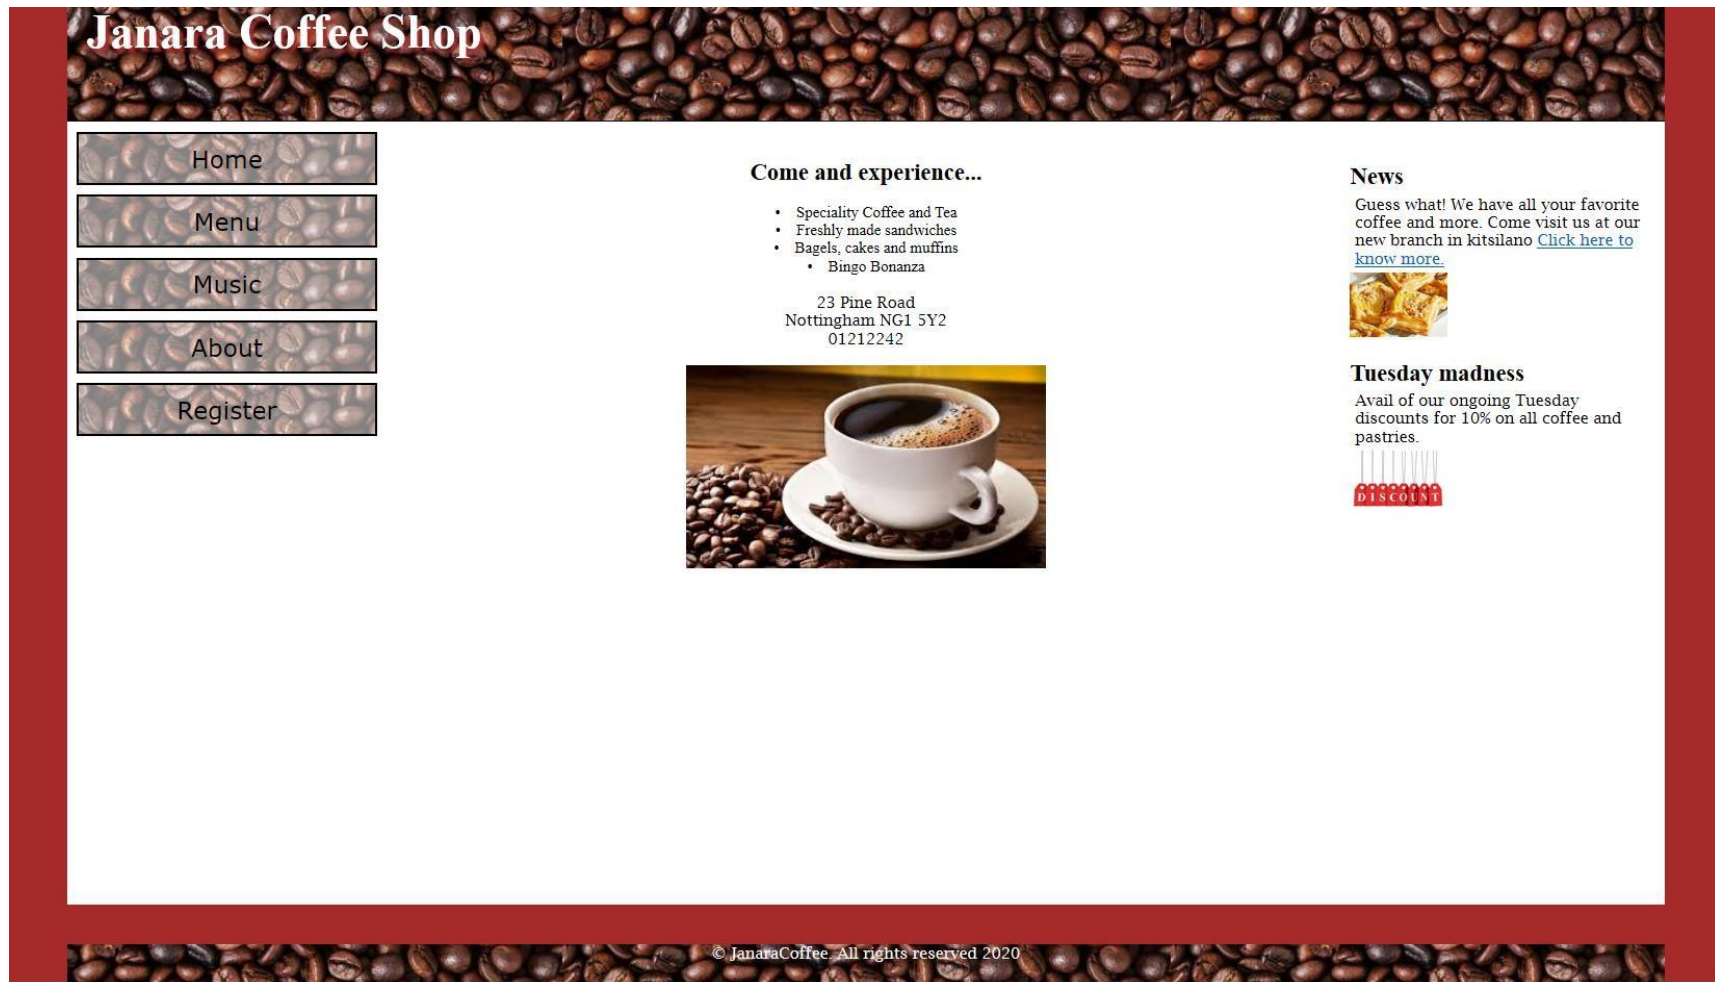 Janara Coffee Shop
Home
Menu
Music
About
Register
Come and experience...
• Speciality Coffee and Tea
• Freshly made sandwiches
• Bagels, cakes and muffins
• Bingo Bonanza
23 Pine Road
Nottingham NG1 5Y2
01212242
News
Guess what! We have all your favorite
coffee and more. Come visit us at our
new branch in kitsilano Click here to
know more.
Tuesday madness
Avail of our ongoing Tuesday
discounts for 10% on all coffee and
pastries.
DISCOUNT
© JanaraCoffee. All rights reserved 2020